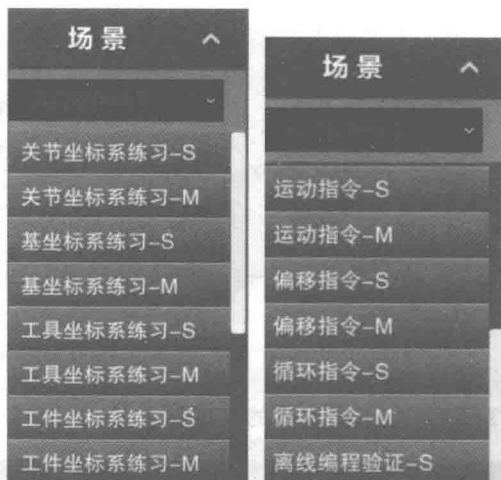 场景
关节坐标系练习-S
关节坐标系练习-M
基坐标系练习-S
基坐标系练习-M
工具坐标系练习-S
工具坐标系练习-M
工件坐标系练习-S
工件坐标系练习-M
场景
运动指令-S
运动指令-M
偏移指令-S
偏移指令-M
循环指令-S
循环指令-M
离线编程验证-S